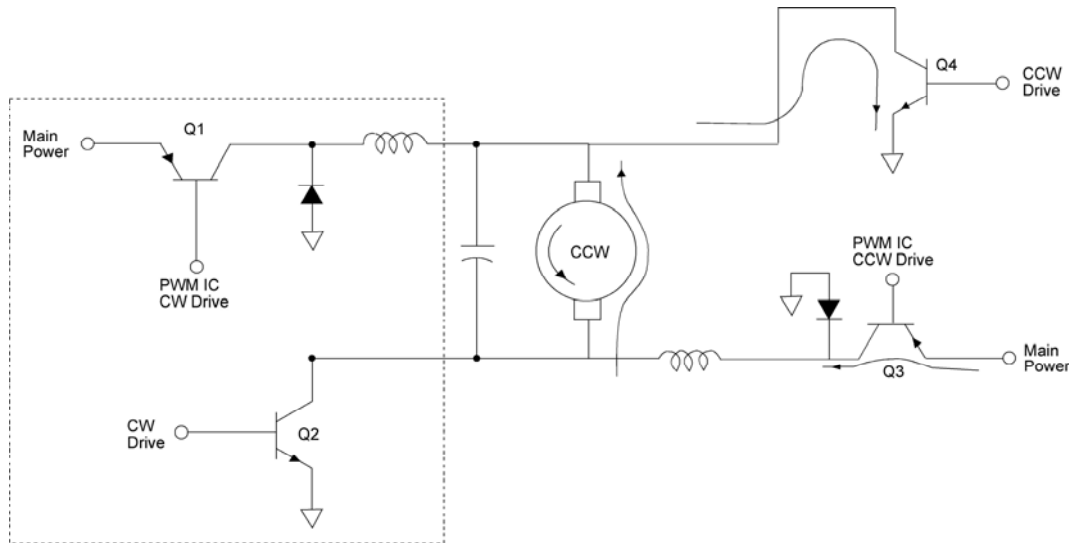 Q4
CCW
Drive
Q1
Main
Power
PWM IC
CW Drive
CCW
PWM IC
CCW Drive
Q3
Main
Power
CW
Drive
Q2